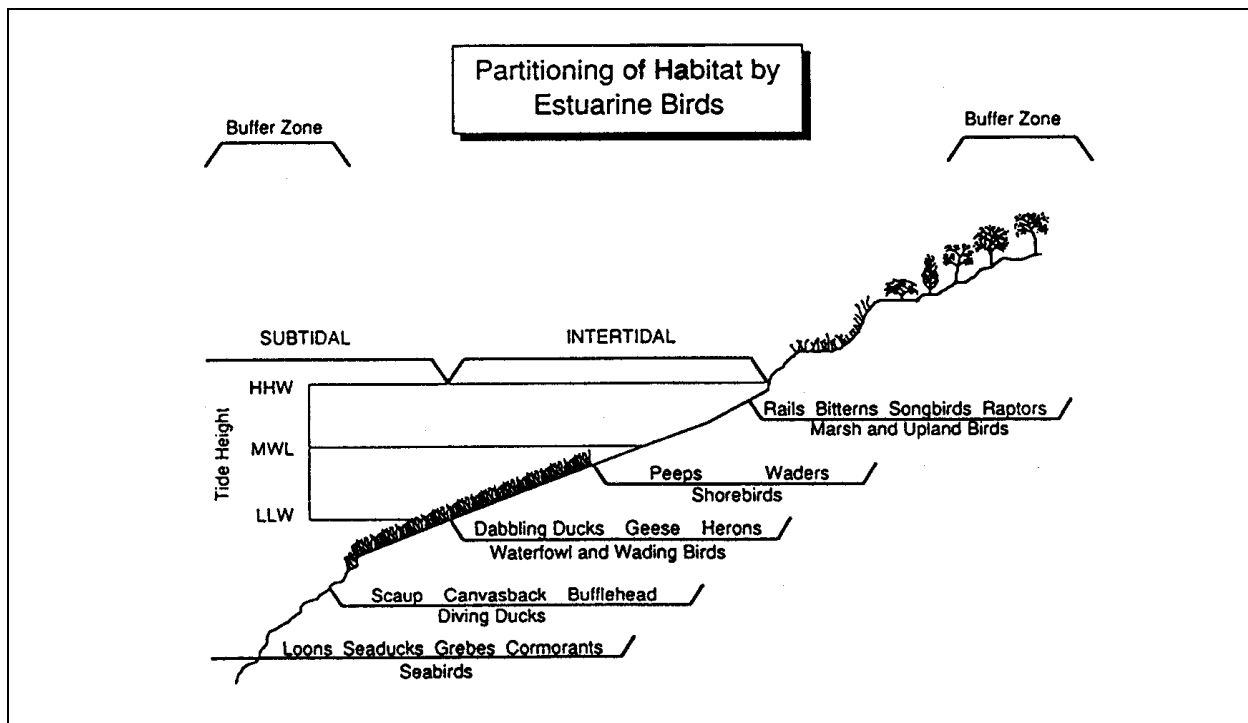 Partitioning of Habitat by
Estuarine Birds
Buffer Zone
Buffer Zone
SUBTIDAL
INTERTIDAL
Tide Height
HHW
MWL
LLW
Rails Bitterns Songbirds Raptors
Marsh and Upland Birds
Peeps Waders
Shorebirds
Dabbling Ducks Geese Herons
Waterfowl and Wading Birds
Scaup Canvasback Bufflehead
Diving Ducks
Loons Seaducks Grebes Cormorants
Seabirds